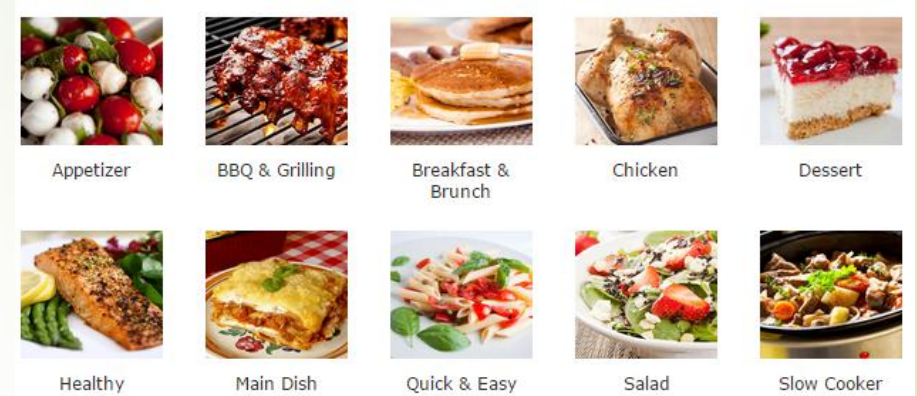 Appetizer
BBQ & Grilling
Breakfast &
Brunch
Chicken
Dessert
Healthy
Main Dish
Quick & Easy
Salad
Slow Cooker